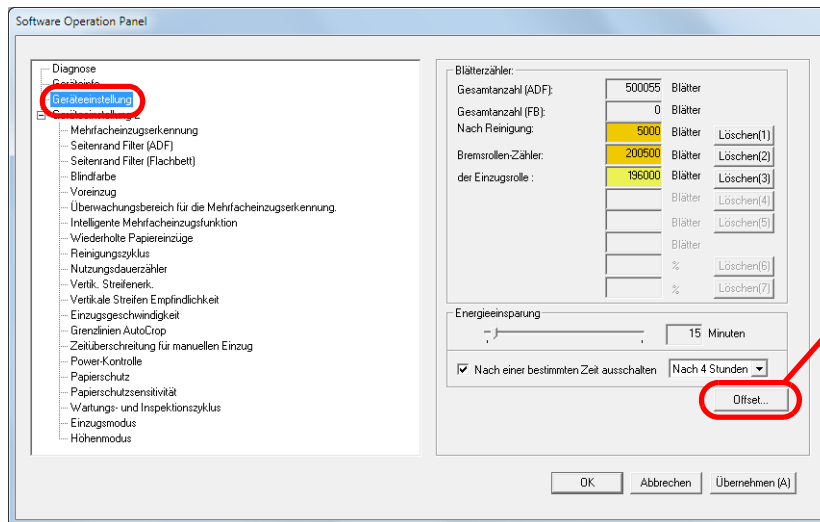 Software Operation Panel
Diagnose
Geräteinfo
Geräteeinstellung
Geräteeinstellung 2
Mehrfacheinzugserkennung
Seitenrand Filter (ADF)
Seitenrand Filter (Flachbett)
Blindfarbe
Voreinzug
Überwachungsbereich für die Mehrfacheinzugserkennung.
Intelligente Mehrfacheinzugsfunktion
Wiederholte Papiereinzüge
Reinigungszyklus
Nutzungsdauerzähler
Vertik. Streifenerk.
Vertikale Streifen Empfindlichkeit
Einzugsgeschwindigkeit
Grenzlinien AutoCrop
Zeitüberschreitung für manuellen Einzug
Power-Kontrolle
Papierschutz
Papierschutzsensitivität
Wartungs- und Inspektionszyklus
Einzugsmodus
Höhenmodus
Blätterzähler:
Gesamtanzahl (ADF): 500055 Blätter
Gesamtanzahl (FB): 0 Blätter
Nach Reinigung: 5000 Blätter Löschen(1)
Bremsrollen-Zähler: 200500 Blätter Löschen(2)
der Einzugsrolle : 196000 Blätter Löschen(3)
Blätter Löschen(4)
Blätter Löschen(5)
Blätter
% Löschen(6)
% Löschen(7)
Energieeinsparung
15 Minuten
Nach einer bestimmten Zeit ausschalten Nach 4 Stunden
Offset...
OK Abbrechen Übernehmen (A)